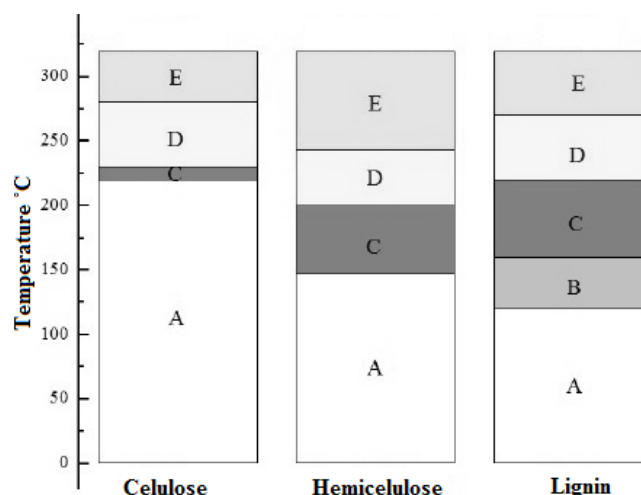 Temperature °C
300
250
200
150
100
50
0
E
D
C
A
E
D
C
A
E
D
C
B
A
Celulose
Hemicelulose
Lignin